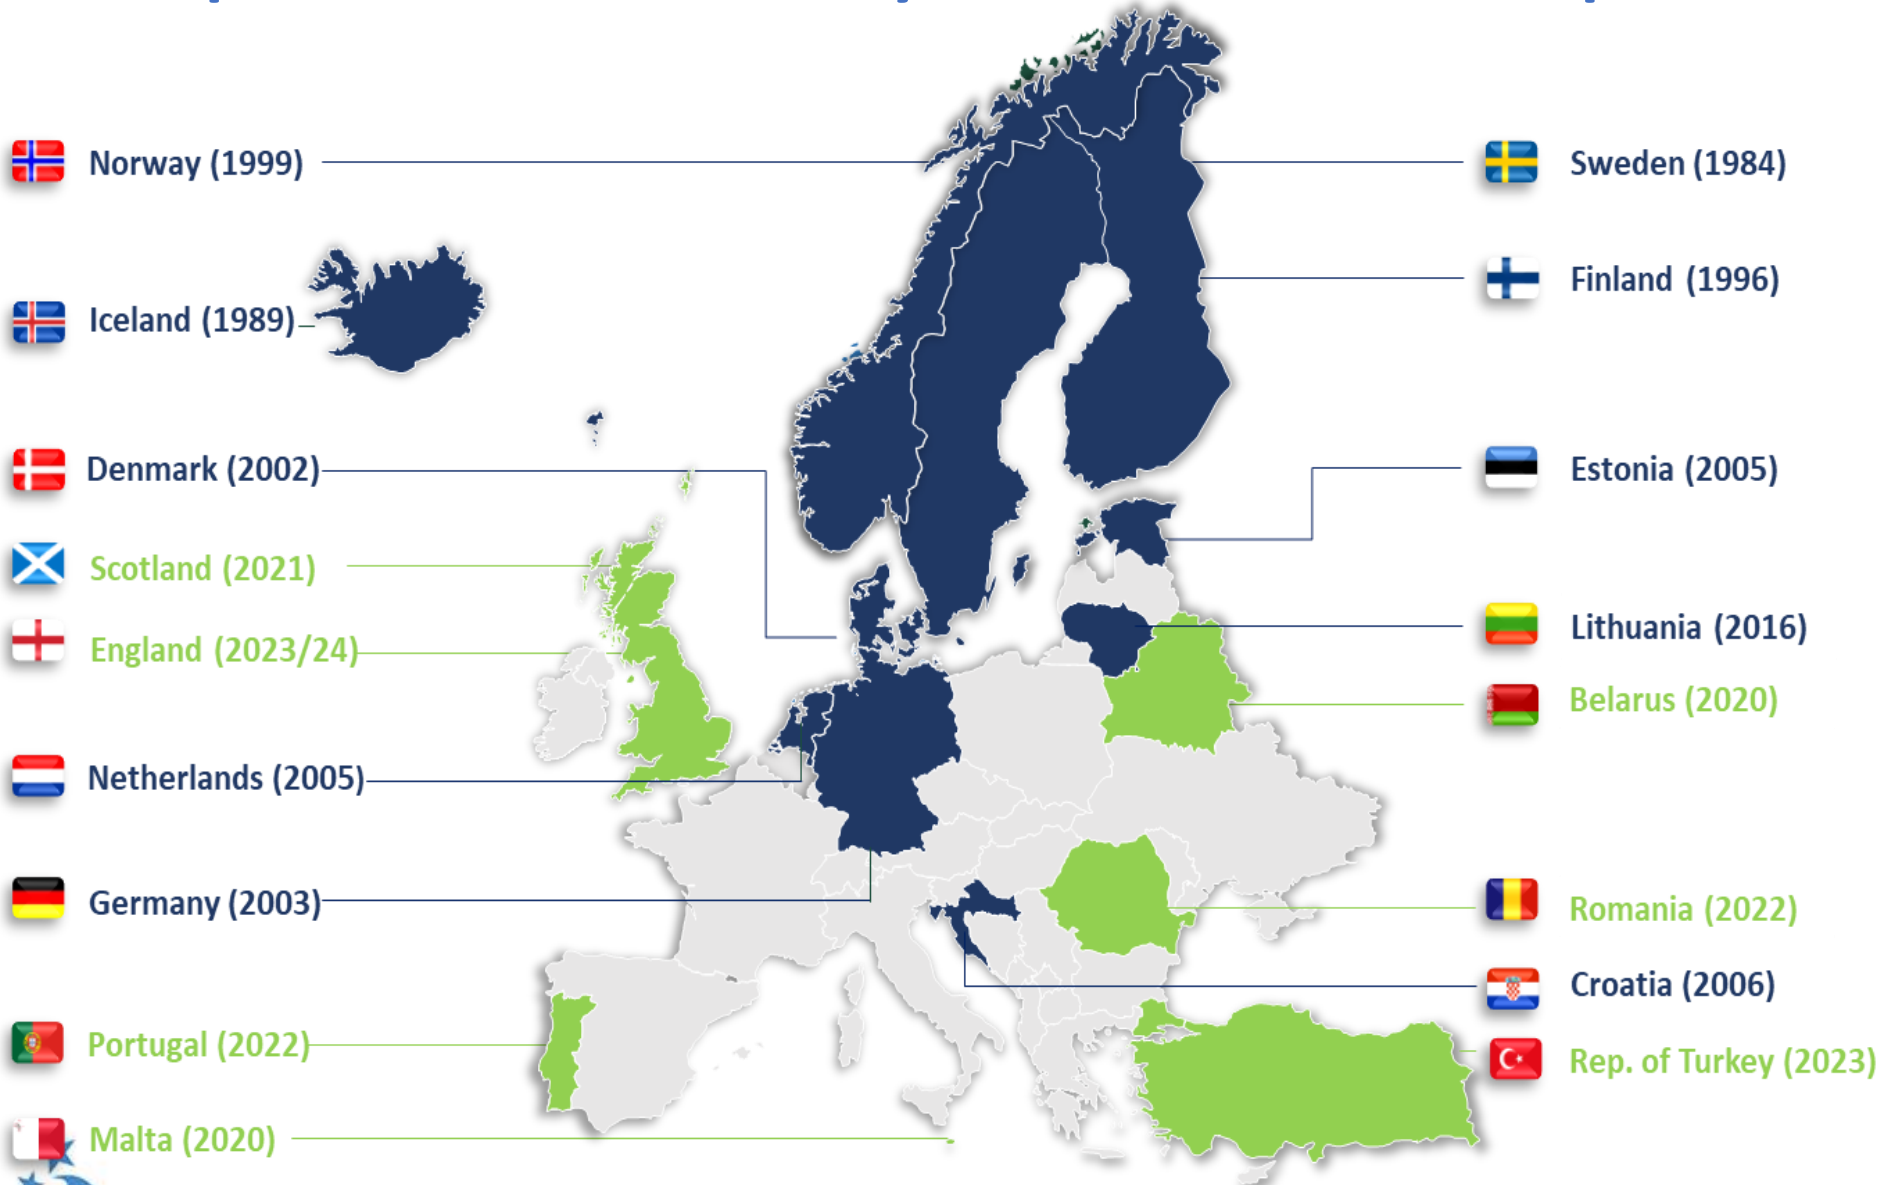 Norway (1999)
Iceland (1989)
Denmark (2002)
Scotland (2021)
England (2023/24)
Netherlands (2005)
Germany (2003)
Portugal (2022)
Malta (2020)
Sweden (1984)
Finland (1996)
Estonia (2005)
Lithuania (2016)
Belarus (2020)
Romania (2022)
Croatia (2006)
Rep. of Turkey (2023)